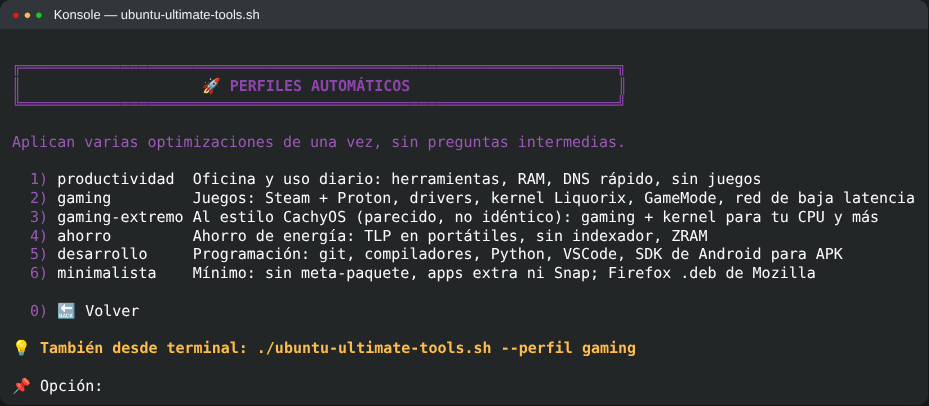 Konsole — ubuntu-ultimate-tools.sh
🚀 PERFILES AUTOMÁTICOS
Aplican varias optimizaciones de una vez, sin preguntas intermedias.
1) productividad  Oficina y uso diario: herramientas, RAM, DNS rápido, sin juegos
2) gaming         Juegos: Steam + Proton, drivers, kernel Liquorix, GameMode, red de baja latencia
3) gaming-extremo Al estilo CachyOS (parecido, no idéntico): gaming + kernel para tu CPU y más
4) ahorro         Ahorro de energía: TLP en portátiles, sin indexador, ZRAM
5) desarrollo     Programación: git, compiladores, Python, VSCode, SDK de Android para APK
6) minimalista    Mínimo: sin meta-paquete, apps extra ni Snap; Firefox .deb de Mozilla
0) 🔙 Volver
💡 También desde terminal: ./ubuntu-ultimate-tools.sh --perfil gaming
📌 Opción: